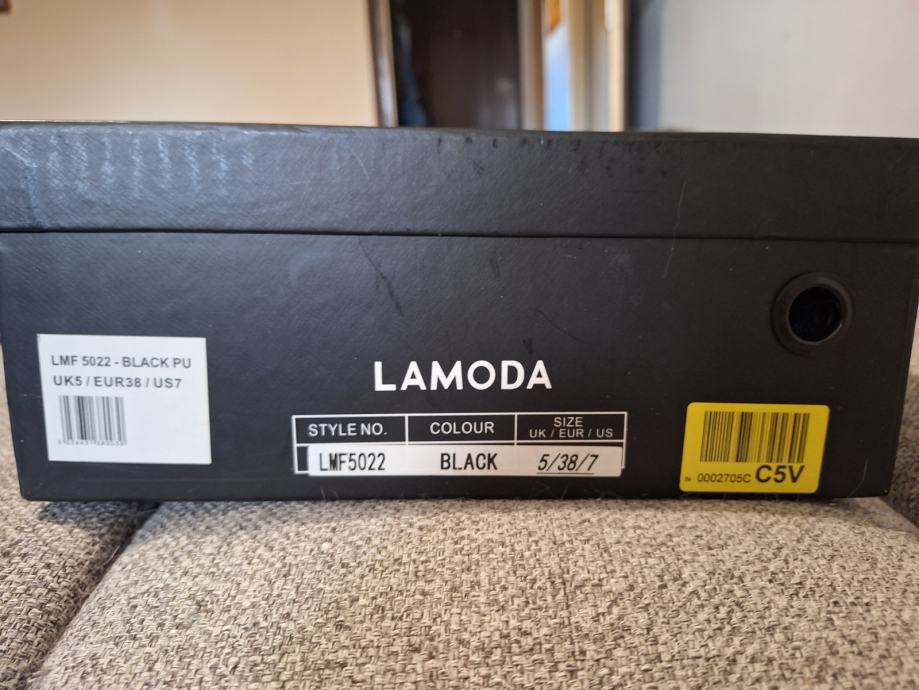 LMF 5022 - BLACK PU
UK5 / EUR38 / US7
LAMODA
STYLE NO. COLOUR SIZE
UK / EUR / US
LMF5022 BLACK 5/38/7
IN 0002705C C5V